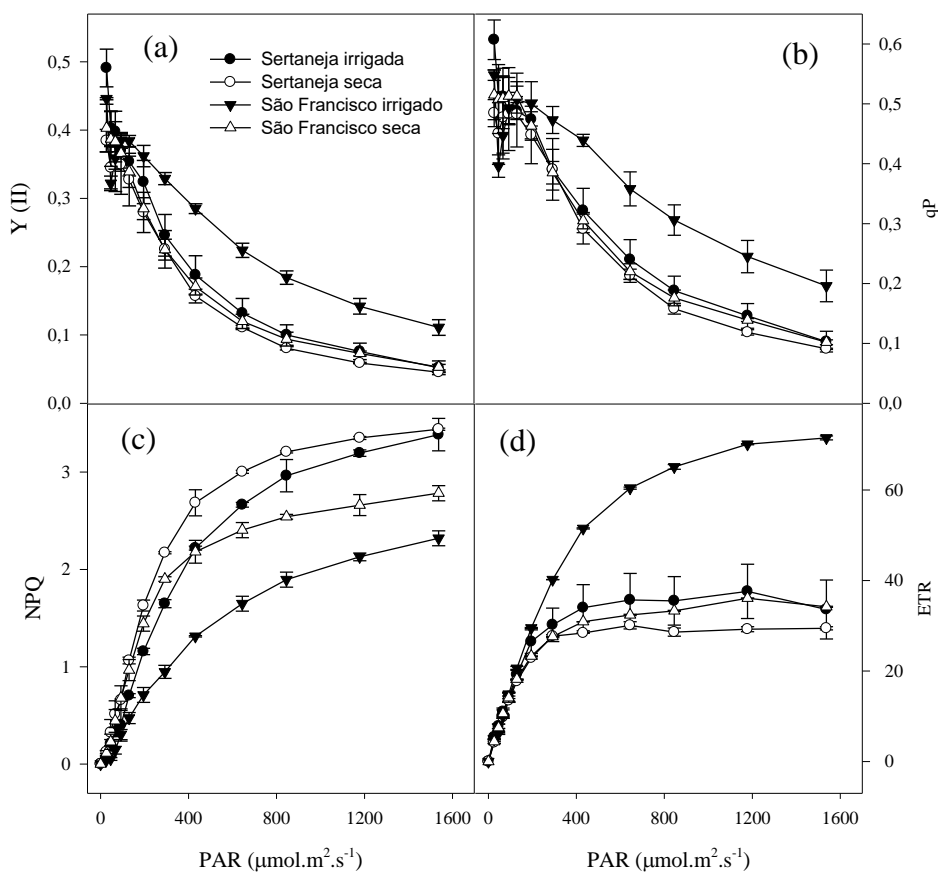 (a)
(b)
Sertaneja irrigada
Sertaneja seca
São Francisco irrigado
São Francisco seca
Y (II)
0,5
0,4
0,3
0,2
0,1
0,0
qP
0,6
0,5
0,4
0,3
0,2
0,1
0,0
(c)
(d)
NPQ
3
2
1
0
ETR
60
40
20
0
0 400 800 1200 1600
0 400 800 1200 1600
PAR (μmol.m².s⁻¹)
PAR (μmol.m².s⁻¹)